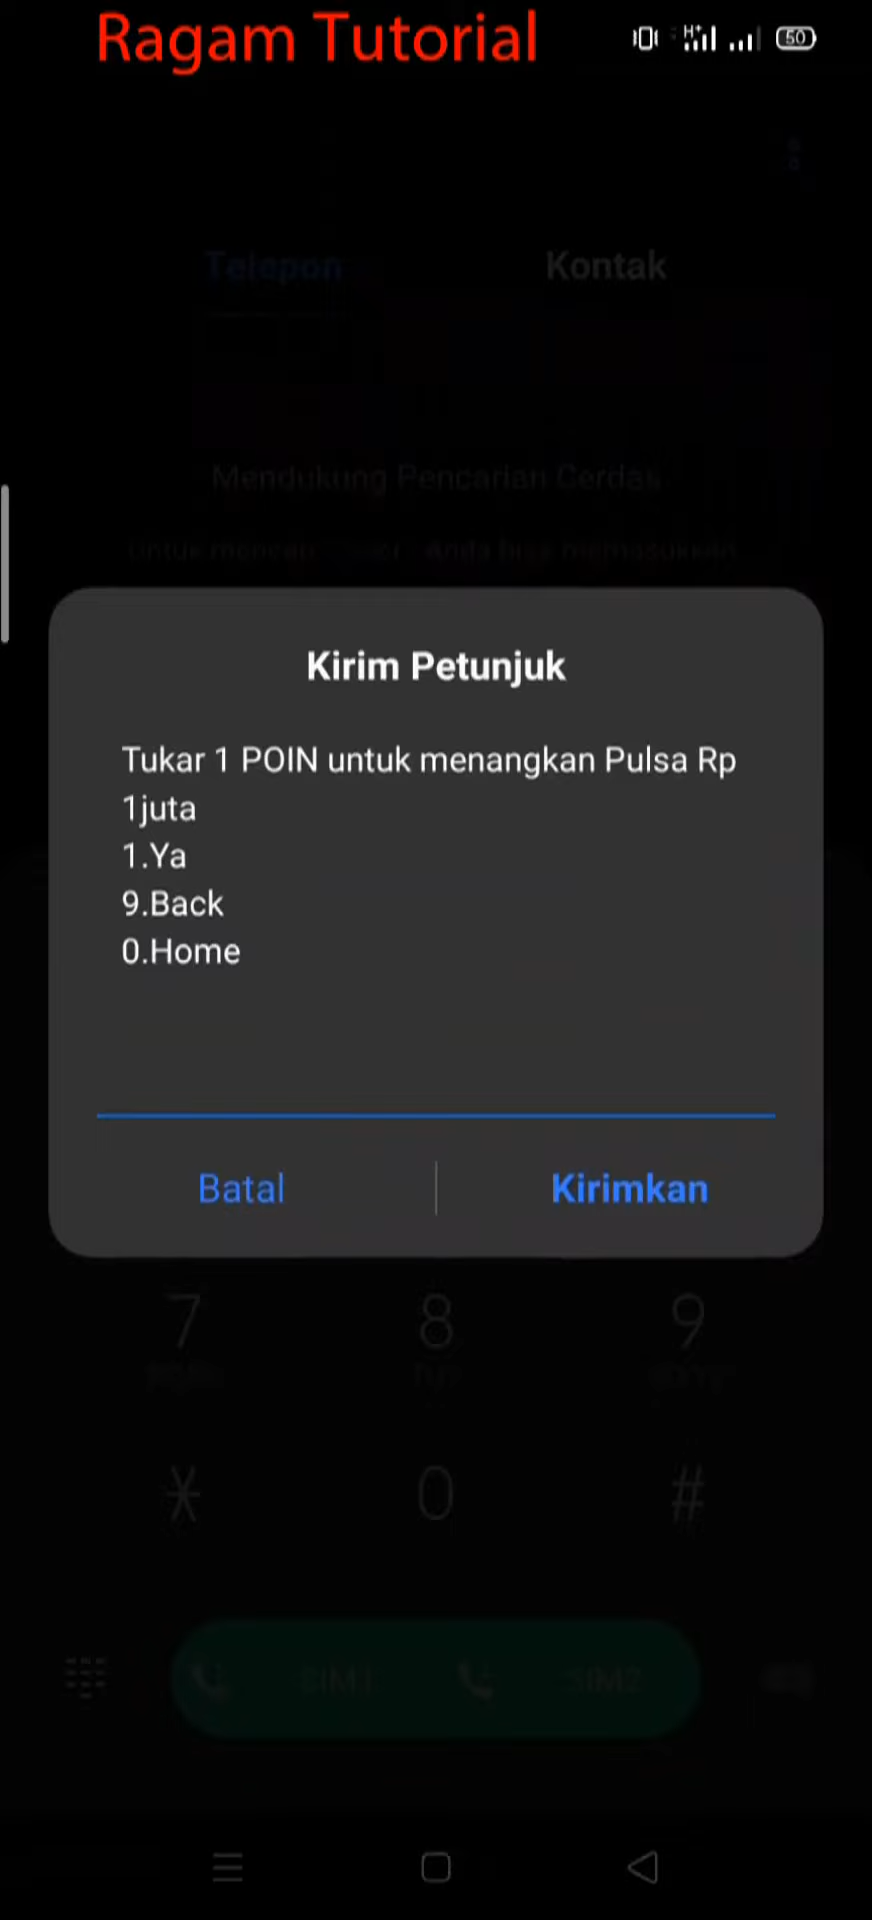 Ragam Tutorial
50
Telepon
Kontak
Mendukung Pencarian Cerdas
Kirim Petunjuk
Tukar 1 POIN untuk menangkan Pulsa Rp
1juta
1.Ya
9.Back
0.Home
Batal
Kirimkan
7
8
9
*
0
#
SIM1
SIM2